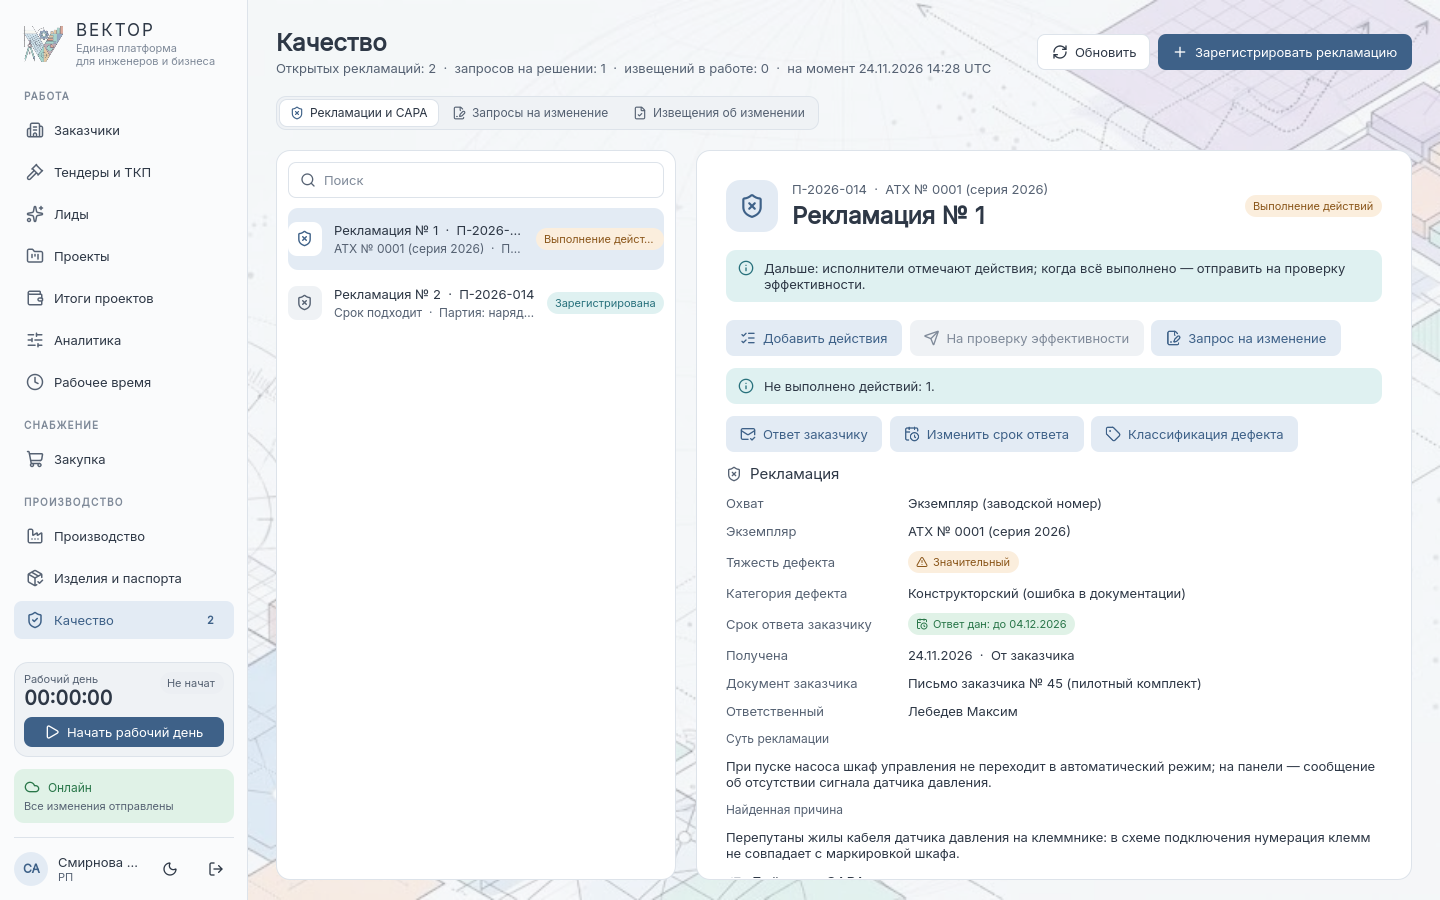 ВЕКТОР
Единая платформа
для инженеров и бизнеса
РАБОТА
Заказчики
Тендеры и ТКП
Лиды
Проекты
Итоги проектов
Аналитика
Рабочее время
СНАБЖЕНИЕ
Закупка
ПРОИЗВОДСТВО
Производство
Изделия и паспорта
Качество 2
Рабочий день
Не начат
00:00:00
Начать рабочий день
Онлайн
Все изменения отправлены
СА
Смирнова ...
РП
Качество
Открытых рекламаций: 2 · запросов на решении: 1 · извещений в работе: 0 · на момент 24.11.2026 14:28 UTC
Обновить
Зарегистрировать рекламацию
Рекламации и CAPA
Запросы на изменение
Извещения об изменении
Поиск
Рекламация № 1 · П-2026-...
АТХ № 0001 (серия 2026) · П...
Выполнение дейст...
Рекламация № 2 · П-2026-014
Срок подходит · Партия: наряд...
Зарегистрирована
П-2026-014 · АТХ № 0001 (серия 2026)
Рекламация № 1
Выполнение действий
Дальше: исполнители отмечают действия; когда всё выполнено — отправить на проверку
эффективности.
Добавить действия
На проверку эффективности
Запрос на изменение
Не выполнено действий: 1.
Ответ заказчику
Изменить срок ответа
Классификация дефекта
Рекламация
Охват Экземпляр (заводской номер)
Экземпляр АТХ № 0001 (серия 2026)
Тяжесть дефекта Значительный
Категория дефекта Конструкторский (ошибка в документации)
Срок ответа заказчику Ответ дан: до 04.12.2026
Получена 24.11.2026 · От заказчика
Документ заказчика Письмо заказчика № 45 (пилотный комплект)
Ответственный Лебедев Максим
Суть рекламации
При пуске насоса шкаф управления не переходит в автоматический режим; на панели — сообщение
об отсутствии сигнала датчика давления.
Найденная причина
Перепутаны жилы кабеля датчика давления на клеммнике: в схеме подключения нумерация клемм
не совпадает с маркировкой шкафа.